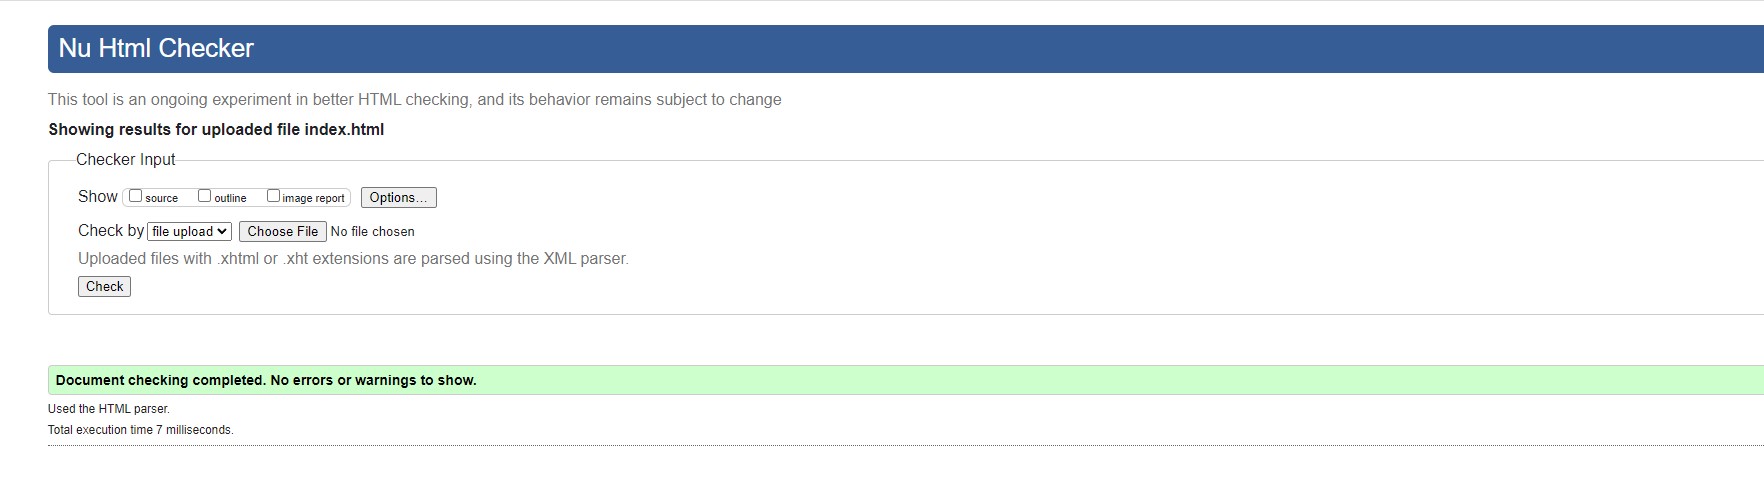 Nu Html Checker
This tool is an ongoing experiment in better HTML checking, and its behavior remains subject to change
Showing results for uploaded file index.html
Checker Input
Show source outline image report Options...
Check by file upload Choose File No file chosen
Uploaded files with .xhtml or .xht extensions are parsed using the XML parser.
Check
Document checking completed. No errors or warnings to show.
Used the HTML parser.
Total execution time 7 milliseconds.